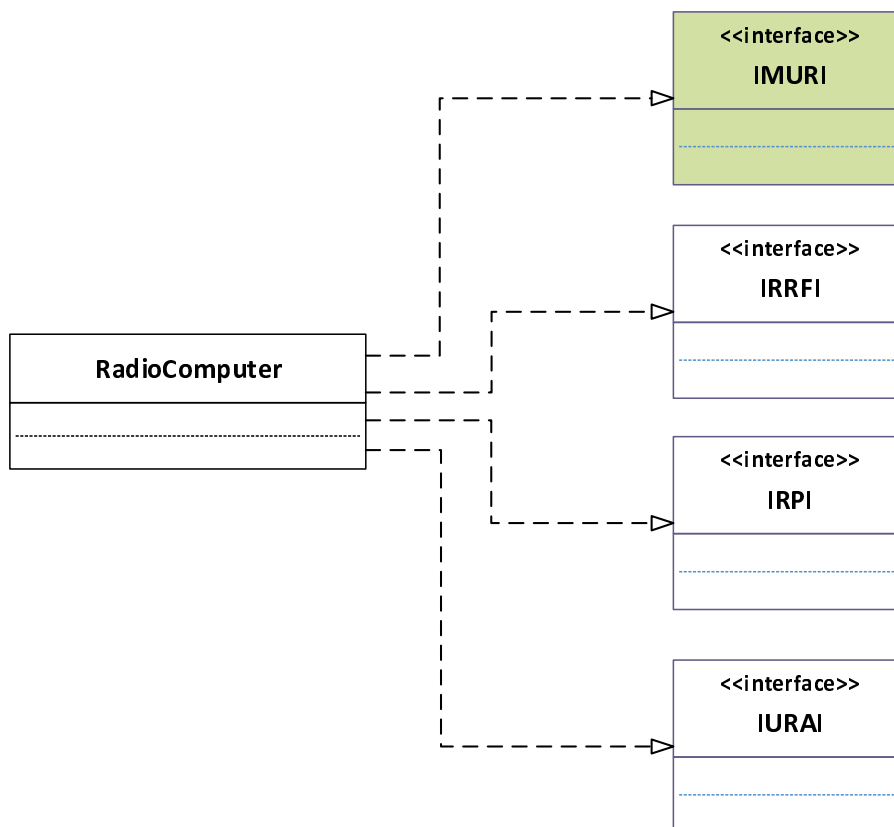 <<interface>>
IMURI
<<interface>>
IRRFI
RadioComputer
<<interface>>
IRPI
<<interface>>
IURAI